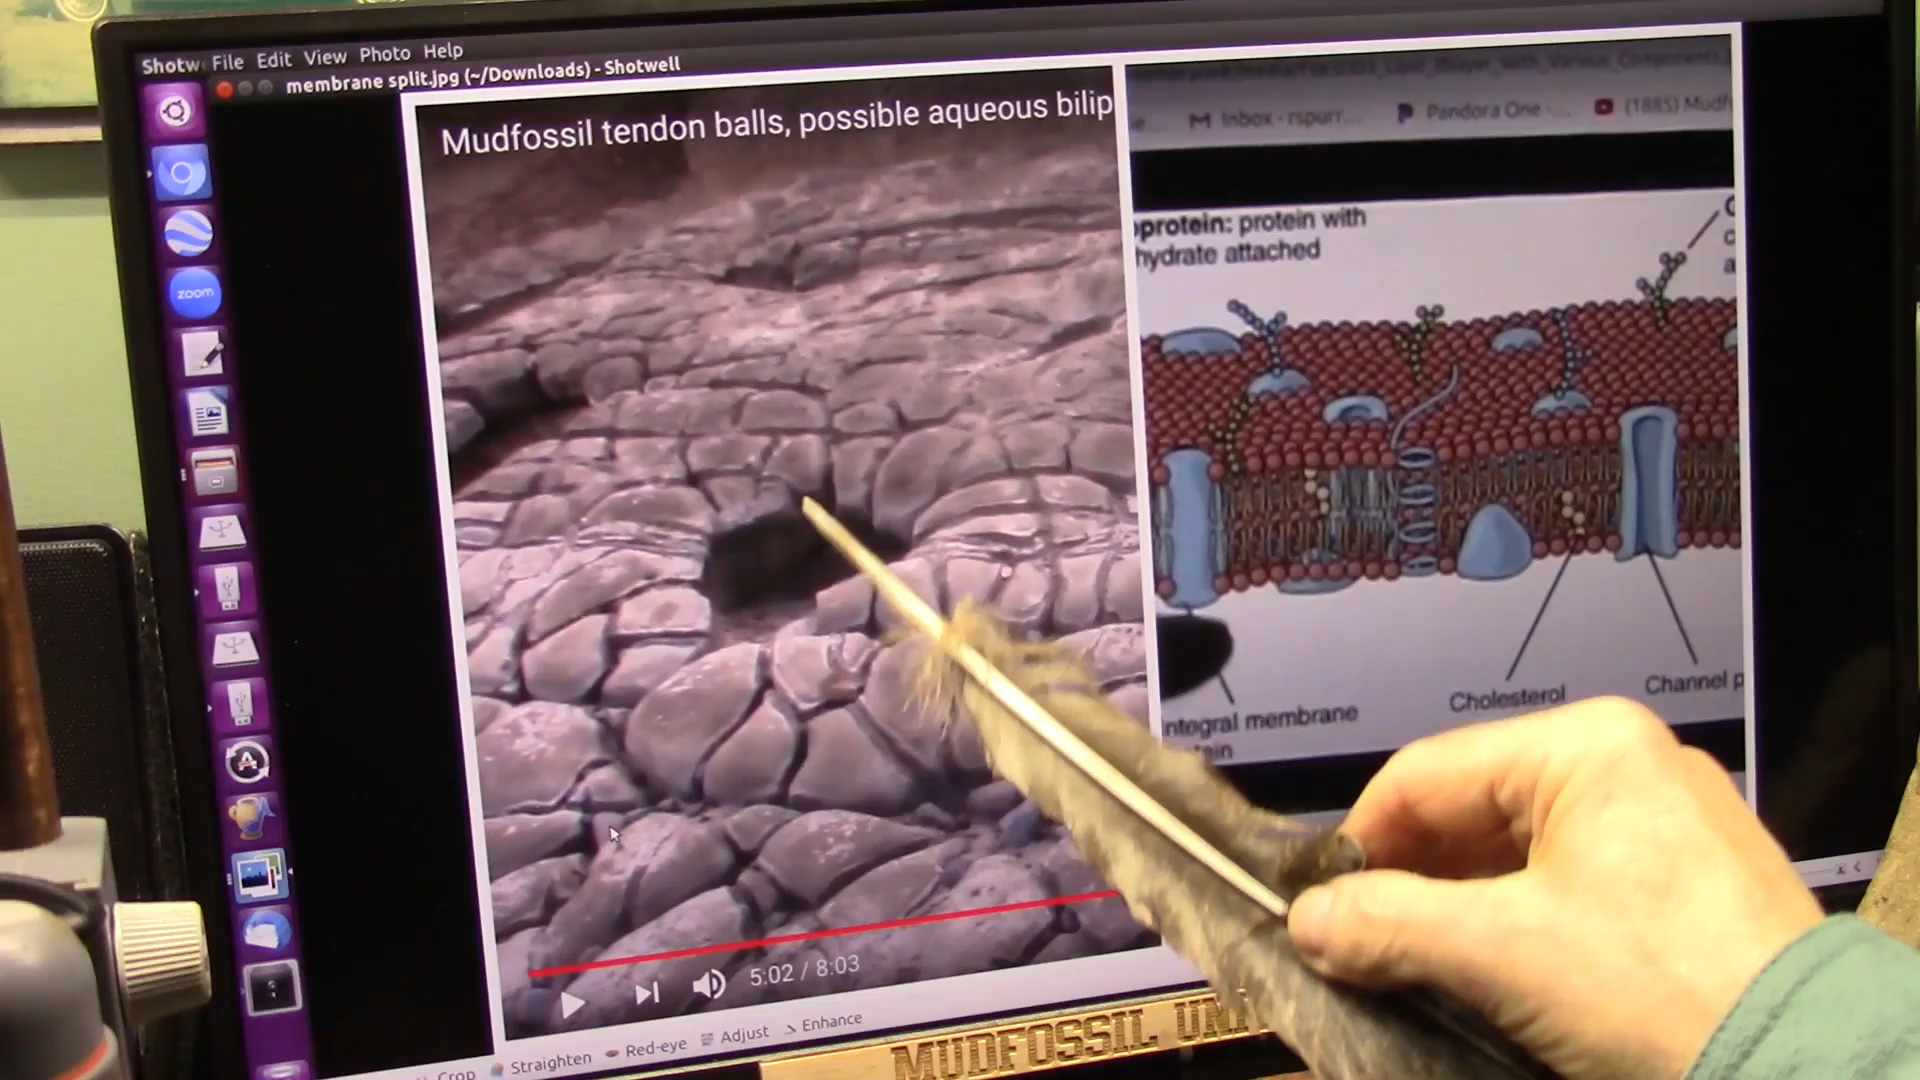 Shotw File Edit View Photo Help
membrane split.jpg (~/Downloads) - Shotwell
Mudfossil tendon balls, possible aqueous bilip
Inbox - rspurr...
Pandora One -...
(1885) Mudf
oprotein: protein with
hydrate attached
zoom
Cholesterol
Channel p
integral membrane
5:02 / 8:03
Crop Straighten Red-eye Adjust Enhance
MUDFOSSIL UNI